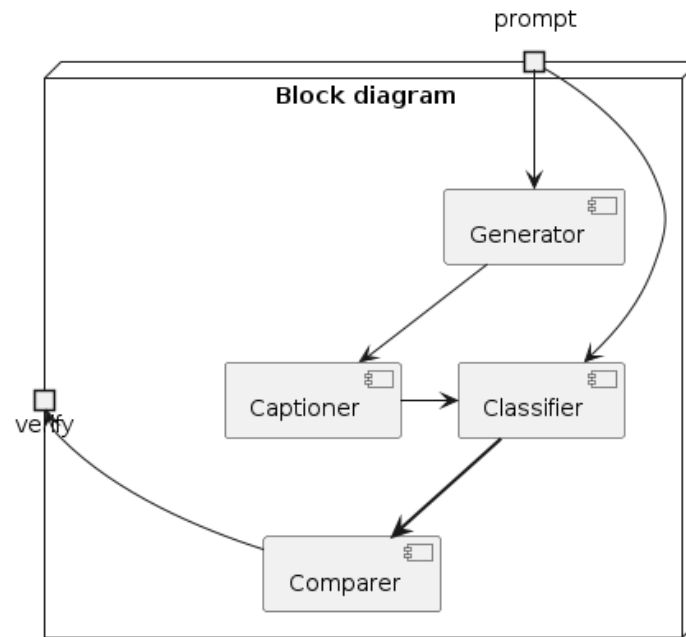 prompt
Block diagram
Generator
Captioner
Classifier
verify
Comparer